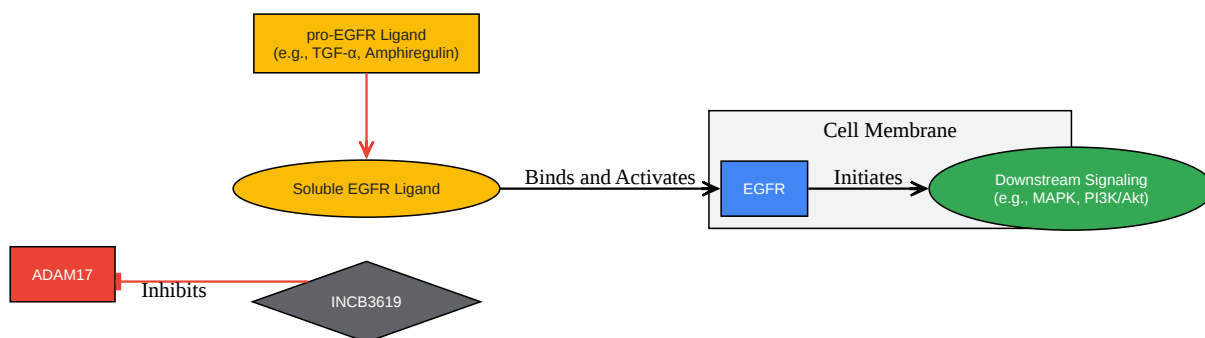 pro-EGFR Ligand
(e.g., TGF-α, Amphiregulin)
Cell Membrane
Soluble EGFR Ligand
Binds and Activates
EGFR
Initiates
Downstream Signaling
(e.g., MAPK, PI3K/Akt)
ADAM17
Inhibits
INCB3619